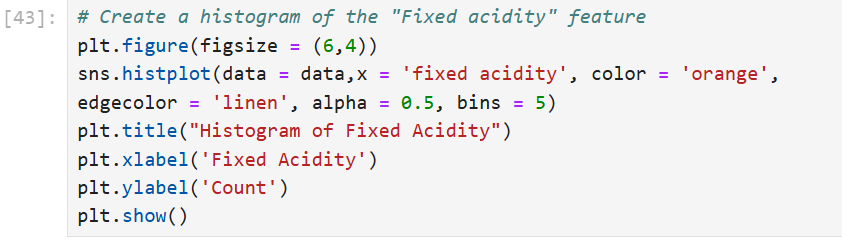 [43]: # Create a histogram of the "Fixed acidity" feature
plt.figure(figsize = (6,4))
sns.histplot(data = data,x = 'fixed acidity', color = 'orange',
edgecolor = 'linen', alpha = 0.5, bins = 5)
plt.title("Histogram of Fixed Acidity")
plt.xlabel('Fixed Acidity')
plt.ylabel('Count')
plt.show()